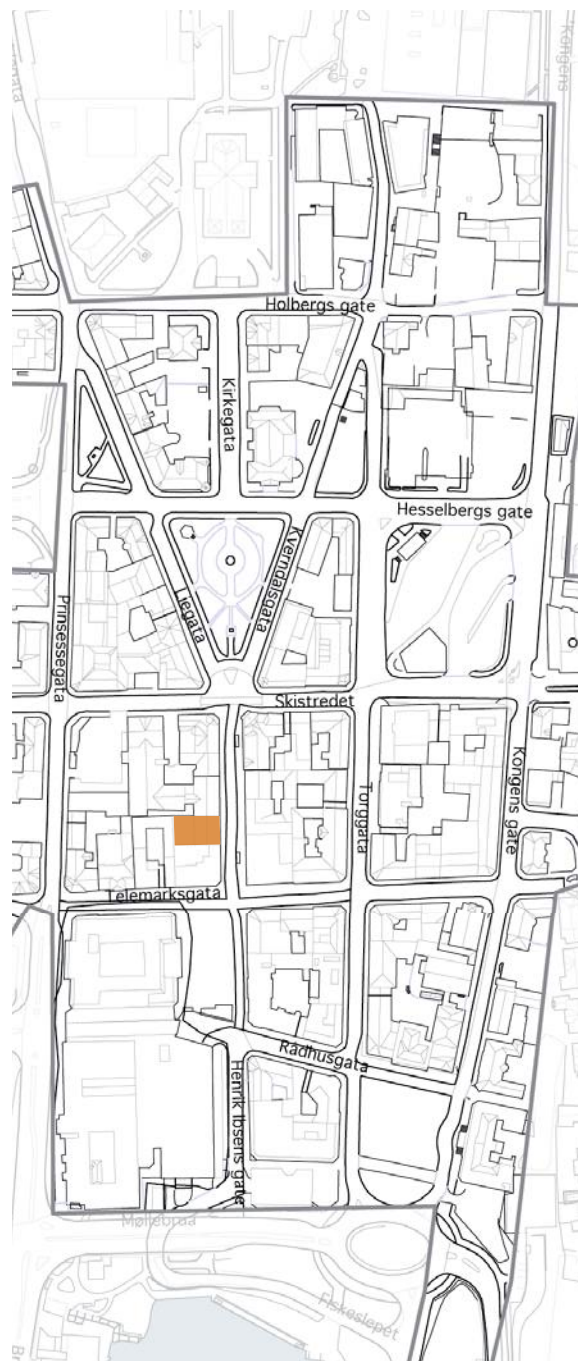 Kongens
Holbergs gate
Kirkegata
Hesselbergs gate
Kverndalsgata
Liegata
Prinsessegata
Skistredet
Torggata
Kongens gate
Telemarksgata
Rådhusgata
Henrik Ibsens gate
Møllebrua
Fiskeslepet